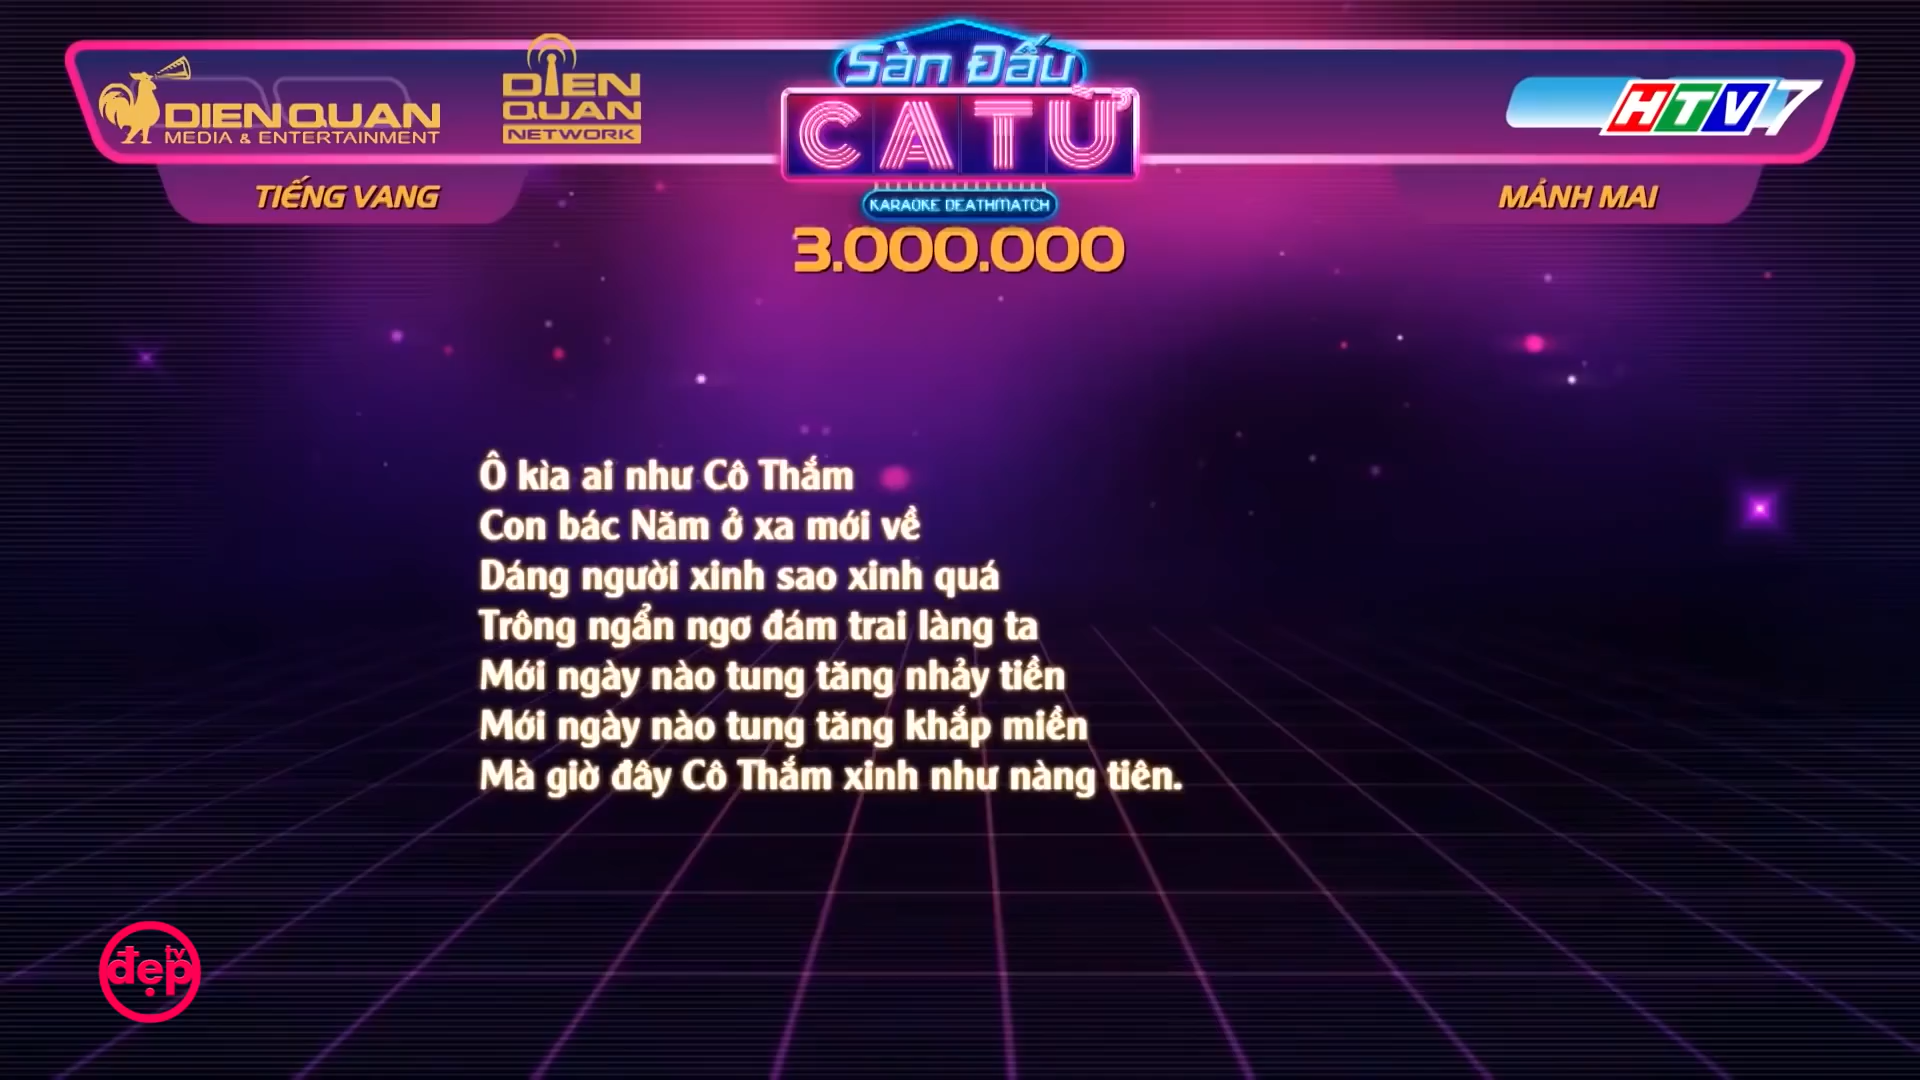 DIEN QUAN
MEDIA & ENTERTAINMENT
DIEN
QUAN
NETWORK
Sàn Đấu
CA TỪ
KARAOKE DEATHMATCH
HTV7
TIẾNG VANG
MẢNH MAI
3.000.000
Ô kìa ai như Cô Thắm
Con bác Năm ở xa mới về
Dáng người xinh sao xinh quá
Trông ngẩn ngơ đám trai làng ta
Mới ngày nào tung tăng nhảy tiền
Mới ngày nào tung tăng khắp miền
Mà giờ đây Cô Thắm xinh như nàng tiên.
đẹp tv